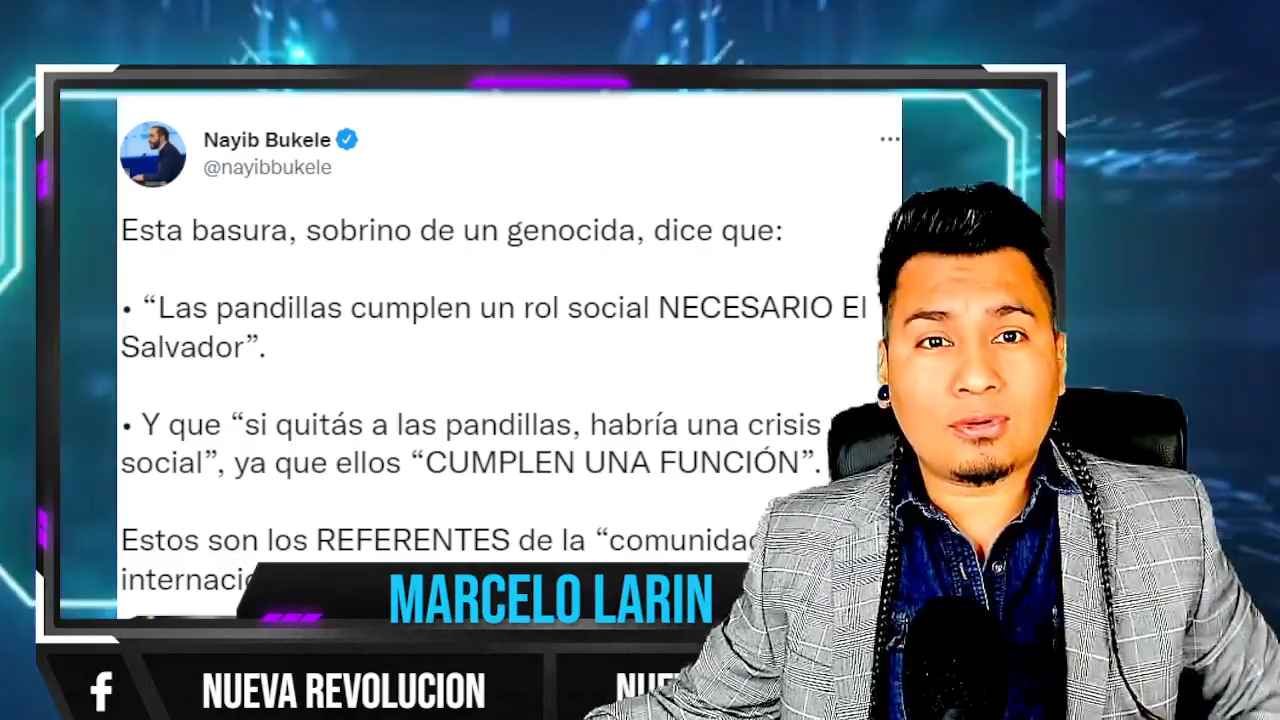 Nayib Bukele
@nayibbukele
Esta basura, sobrino de un genocida, dice que:
• “Las pandillas cumplen un rol social NECESARIO El
Salvador”.
• Y que “si quitás a las pandillas, habría una crisis
social”, ya que ellos “CUMPLEN UNA FUNCIÓN”.
Estos son los REFERENTES de la
MARCELO LARIN
NUEVA REVOLUCION